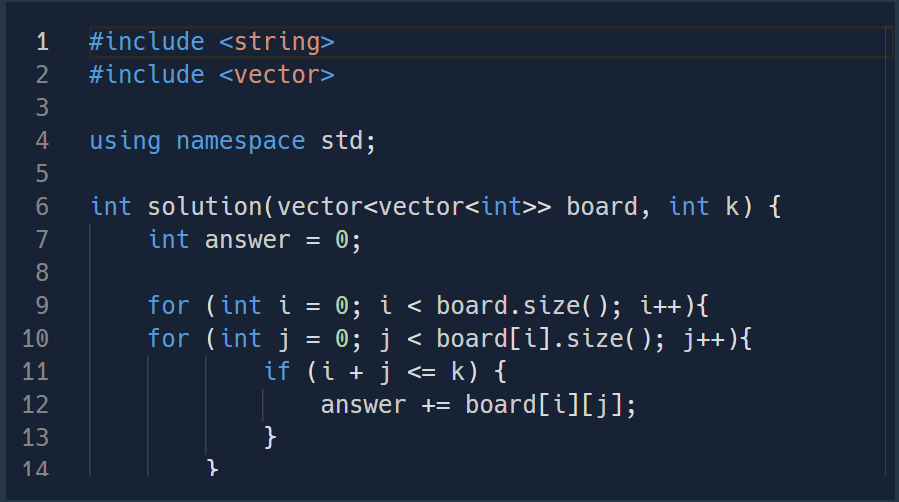 1 #include <string>
2 #include <vector>
3
4 using namespace std;
5
6 int solution(vector<vector<int>> board, int k) {
7     int answer = 0;
8
9     for (int i = 0; i < board.size(); i++){
10     for (int j = 0; j < board[i].size(); j++){
11             if (i + j <= k) {
12                 answer += board[i][j];
13             }
14         }